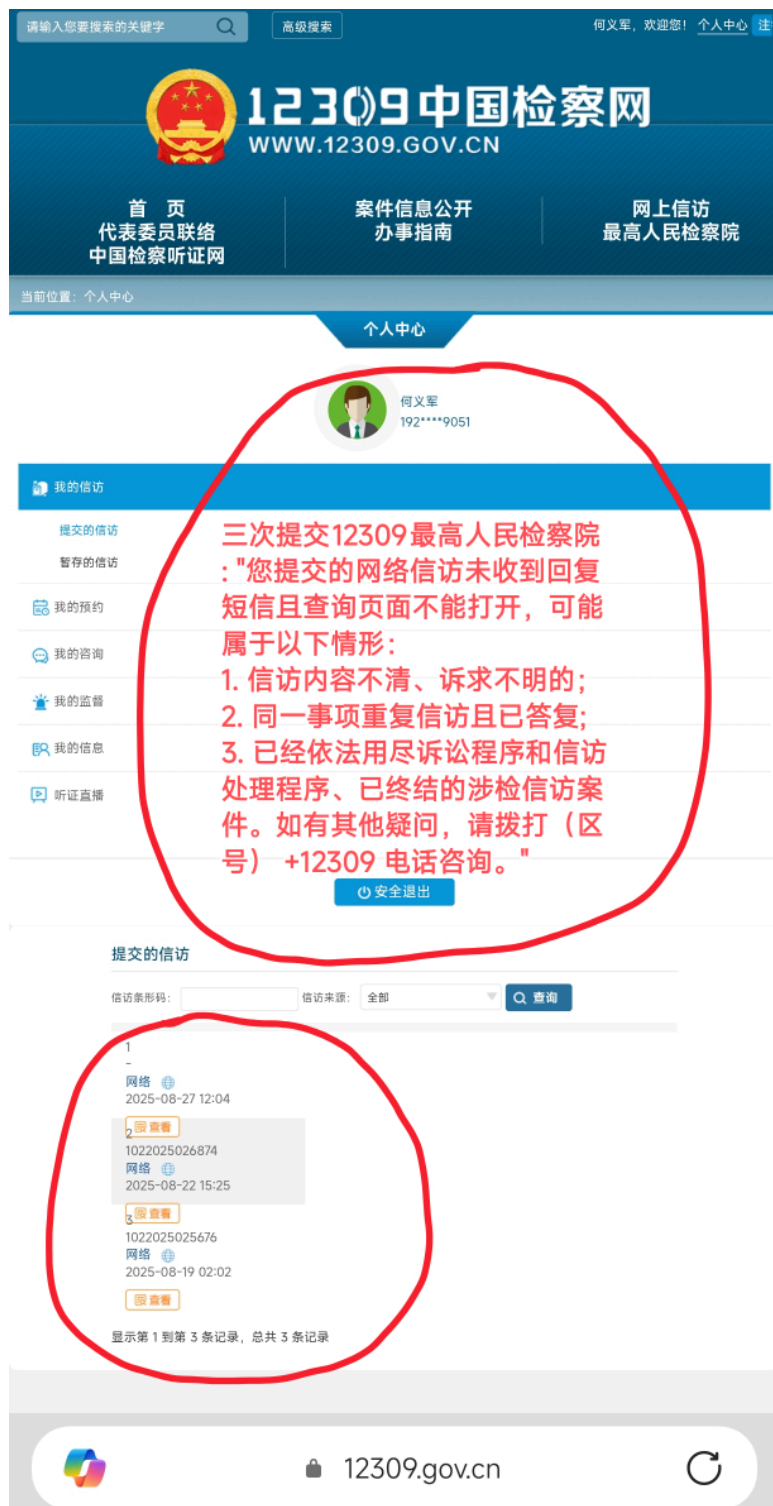 请输入您要搜索的关键字
高级搜索
何义军，欢迎您！ 个人中心 注
12309中国检察网
WWW.12309.GOV.CN
首 页
代表委员联络
中国检察听证网
案件信息公开
办事指南
网上信访
最高人民检察院
当前位置：个人中心
个人中心
何义军
192****9051
我的信访
提交的信访
暂存的信访
我的预约
我的咨询
我的监督
我的信息
听证直播
三次提交12309最高人民检察院
："您提交的网络信访未收到回复
短信且查询页面不能打开，可能
属于以下情形：
1. 信访内容不清、诉求不明的；
2. 同一事项重复信访且已答复；
3. 已经依法用尽诉讼程序和信访
处理程序、已终结的涉检信访案
件。如有其他疑问，请拨打（区
号） +12309 电话咨询。"
安全退出
提交的信访
信访条形码： 信访来源： 全部 查询
1
-
网络
2025-08-27 12:04
查看
2
1022025026874
网络
2025-08-22 15:25
查看
3
1022025025676
网络
2025-08-19 02:02
查看
显示第 1 到第 3 条记录，总共 3 条记录
12309.gov.cn